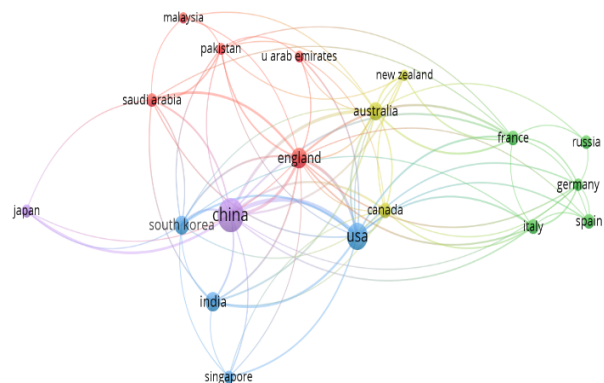 malaysia
pakistan
u arab emirates
new zealand
saudi arabia
australia
france
russia
england
germany
japan
china
canada
south korea
spain
italy
usa
india
singapore